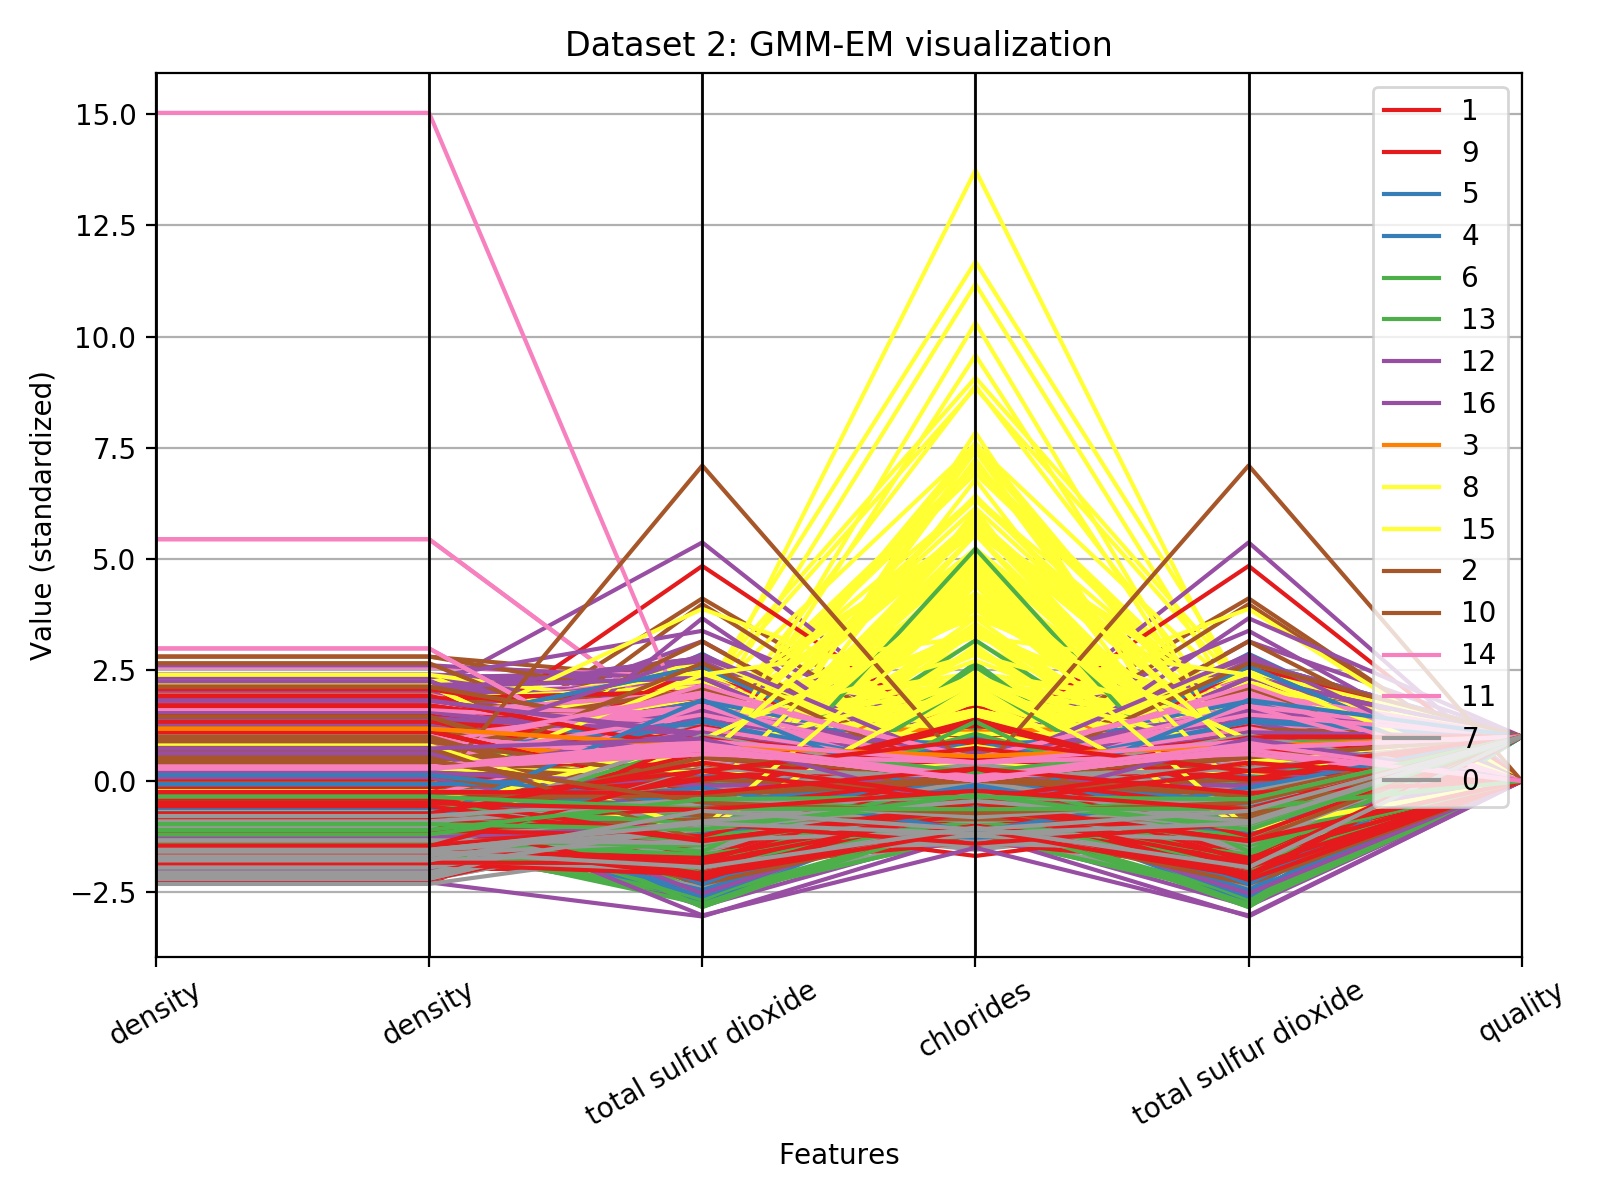 Dataset 2: GMM-EM visualization
15.0
12.5
10.0
7.5
5.0
2.5
0.0
−2.5
Value (standardized)
1
9
5
4
6
13
12
16
3
8
15
2
10
14
11
7
0
density
density
total sulfur dioxide
chlorides
total sulfur dioxide
quality
Features